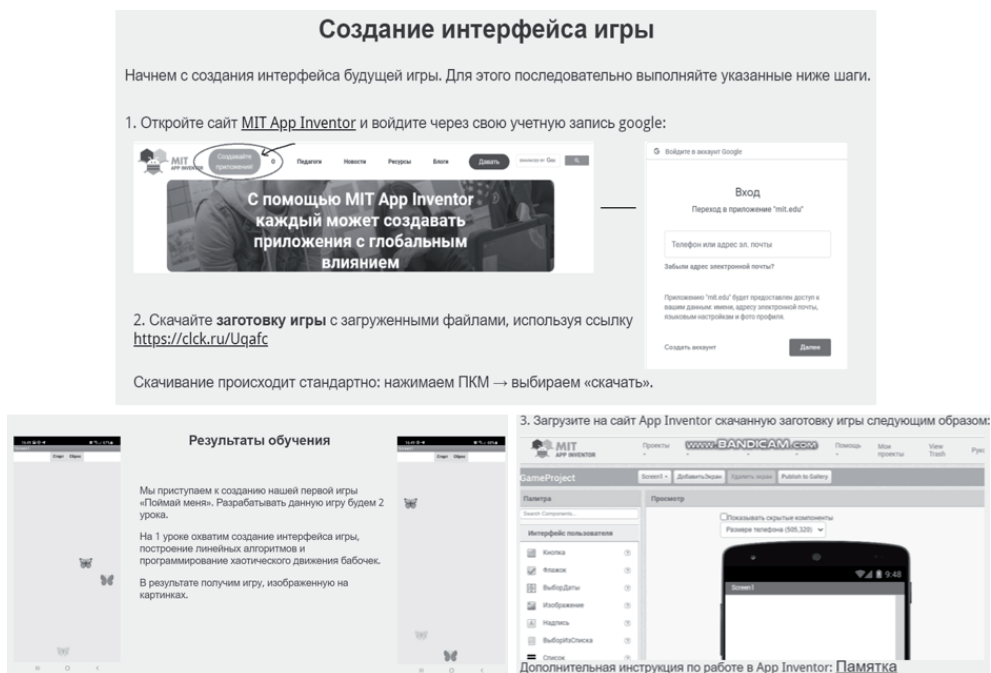 Создание интерфейса игры
Начнем с создания интерфейса будущей игры. Для этого последовательно выполняйте указанные ниже шаги.
1. Откройте сайт MIT App Inventor и войдите через свою учетную запись google:
MIT
APP INVENTOR
Создавайте
приложения!
Педагоги
Новости
Ресурсы
Блоги
Давать
С помощью MIT App Inventor
каждый может создавать
приложения с глобальным
влиянием
G Войдите в аккаунт Google
Вход
Переход в приложение "mit.edu"
Телефон или адрес эл. почты
Забыли адрес электронной почты?
Приложению "mit.edu" будет предоставлен доступ к
вашим данным: имени, адресу электронной почты,
языковым настройкам и фото профиля.
Создать аккаунт
Далее
2. Скачайте заготовку игры с загруженными файлами, используя ссылку
https://clck.ru/Uqafc
Скачивание происходит стандартно: нажимаем ПКМ → выбираем «скачать».
Старт Сброс
Результаты обучения
Мы приступаем к созданию нашей первой игры
«Поймай меня». Разрабатывать данную игру будем 2
урока.
На 1 уроке охватим создание интерфейса игры,
построение линейных алгоритмов и
программирование хаотического движения бабочек.
В результате получим игру, изображенную на
картинках.
Старт Сброс
3. Загрузите на сайт App Inventor скачанную заготовку игры следующим образом:
MIT
APP INVENTOR
Проекты
www.BANDICAM.com
Помощь
Мои
проекты
View
Trash
Рукс
GameProject
Screen1
ДобавитьЭкран
Удалить экран
Publish to Gallery
Палитра
Просмотр
Search Components...
Показывать скрытые компоненты
Размере телефона (505,320)
Интерфейс пользователя
Кнопка
Флажок
ВыборДаты
Изображение
Надпись
ВыборИзСписка
Список
9:48
Screen1
Дополнительная инструкция по работе в App Inventor: Памятка